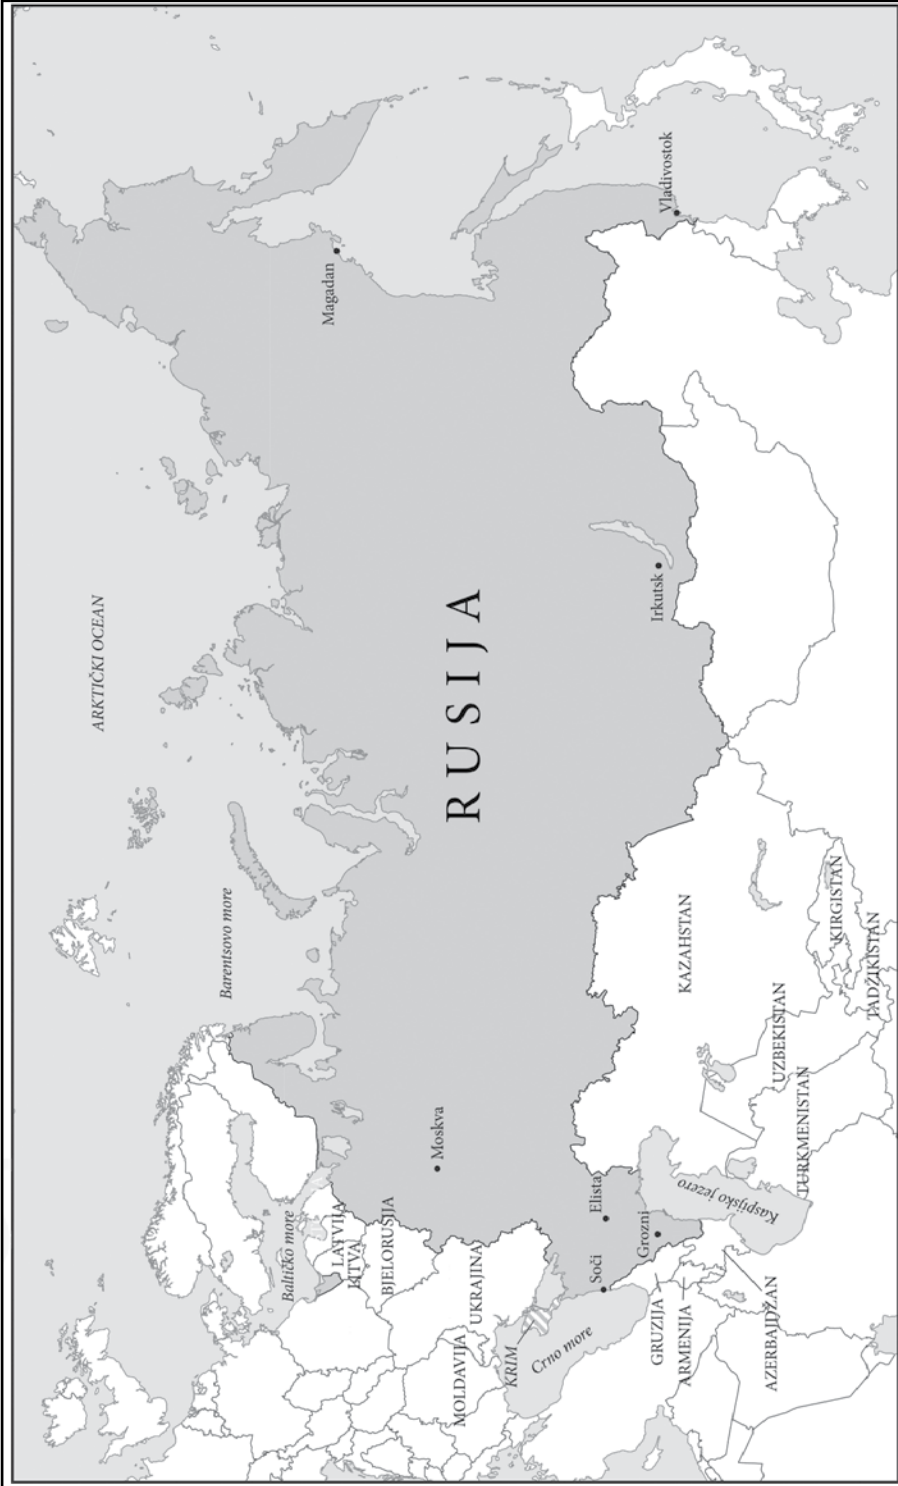 ARKTIČKI OCEAN
Barentsovo more
Baltičko more
RUSIJA
Magadan
Vladivostok
Irkutsk
Moskva
Elista
Grozni
Soči
LATVIJA
LITVA
BJELORUSIJA
UKRAJINA
MOLDAVIJA
KRIM
Crno more
GRUZIJA
ARMENIJA
AZERBAJDŽAN
Kaspijsko jezero
KAZAHSTAN
UZBEKISTAN
TURKMENISTAN
KIRGISTAN
TADŽIKISTAN